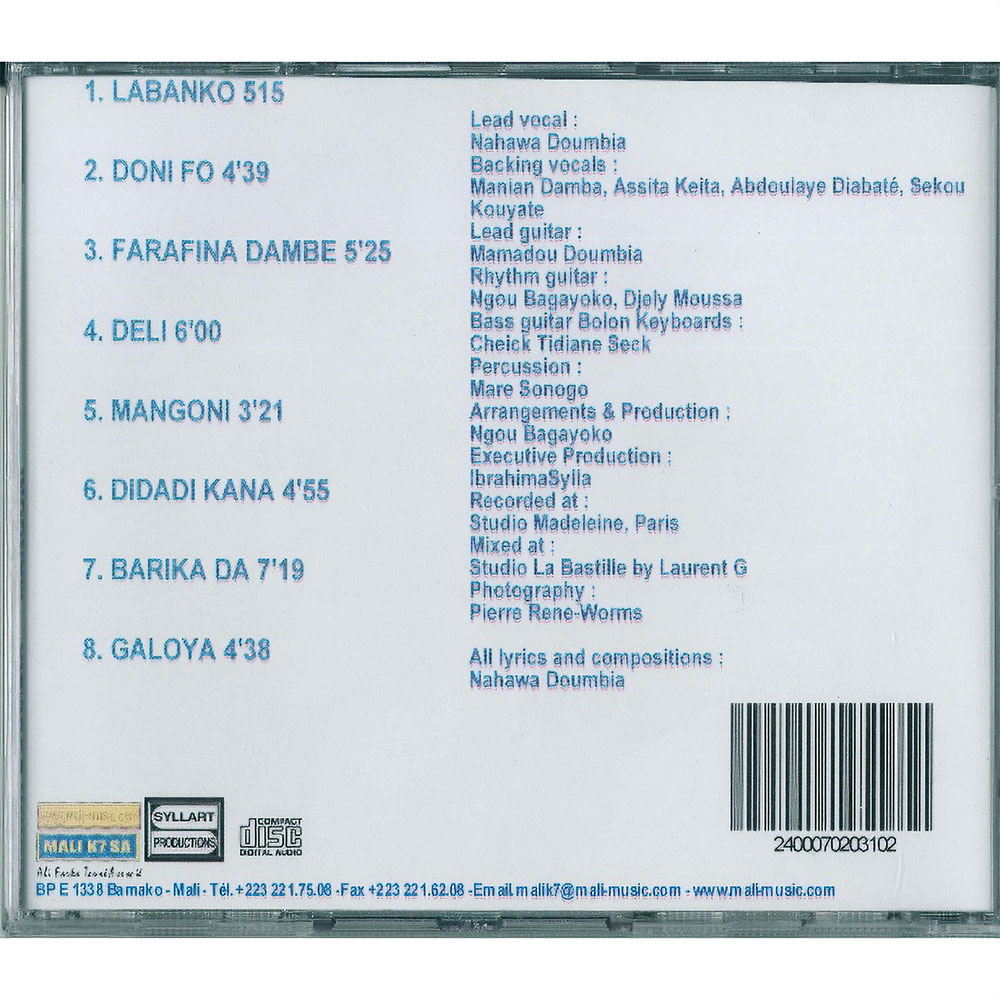 1. LABANKO 515
2. DONI FO 4'39
3. FARAFINA DAMBE 5'25
4. DELI 6'00
5. MANGONI 3'21
6. DIDADI KANA 4'55
7. BARIKA DA 7'19
8. GALOYA 4'38
Lead vocal :
Nahawa Doumbia
Backing vocals :
Manian Damba, Assita Keita, Abdoulaye Diabaté, Sekou
Kouyate
Lead guitar :
Mamadou Doumbia
Rhythm guitar :
Ngou Bagayoko, Djely Moussa
Bass guitar Bolon Keyboards :
Cheick Tidiane Seck
Percussion :
Mare Sonogo
Arrangements & Production :
Ngou Bagayoko
Executive Production :
IbrahimaSylla
Recorded at :
Studio Madeleine, Paris
Mixed at :
Studio La Bastille by Laurent G
Photography :
Pierre Rene-Worms
All lyrics and compositions :
Nahawa Doumbia
2400070203102
MALI K7 SA
SYLLART
PRODUCTIONS
COMPACT
disc
DIGITAL AUDIO
BP E 1338 Bamako - Mali - Tél. +223 221.75.08 -Fax +223 221.62.08 -Email. malik7@mali-music.com - www.mali-music.com